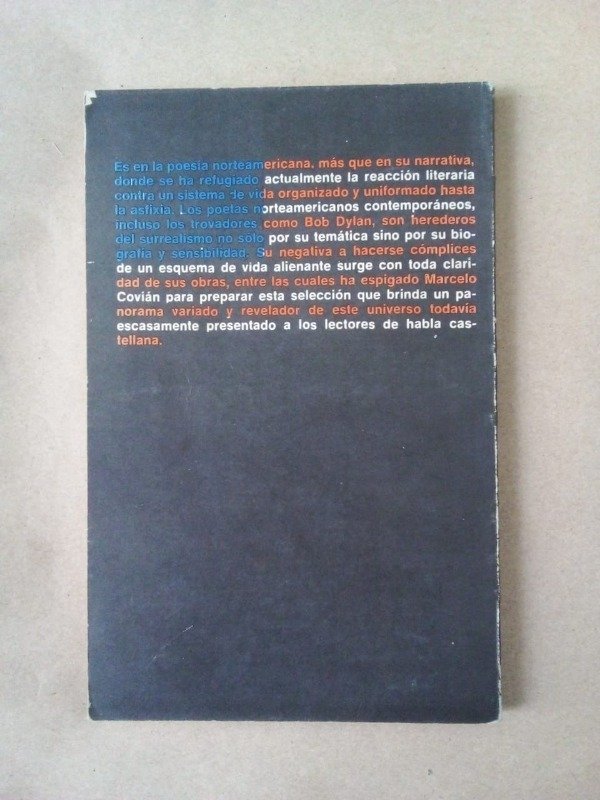 Es en la poesía norteamericana, más que en su narrativa,
donde se ha refugiado actualmente la reacción literaria
contra un sistema de vida organizado y uniformado hasta
la asfixia. Los poetas norteamericanos contemporáneos,
incluso los trovadores como Bob Dylan, son herederos
del surrealismo no sólo por su temática sino por su bio-
grafía y sensibilidad. Su negativa a hacerse cómplices
de un esquema de vida alienante surge con toda clari-
dad de sus obras, entre las cuales ha espigado Marcelo
Covián para preparar esta selección que brinda un pa-
norama variado y revelador de este universo todavía
escasamente presentado a los lectores de habla cas-
tellana.